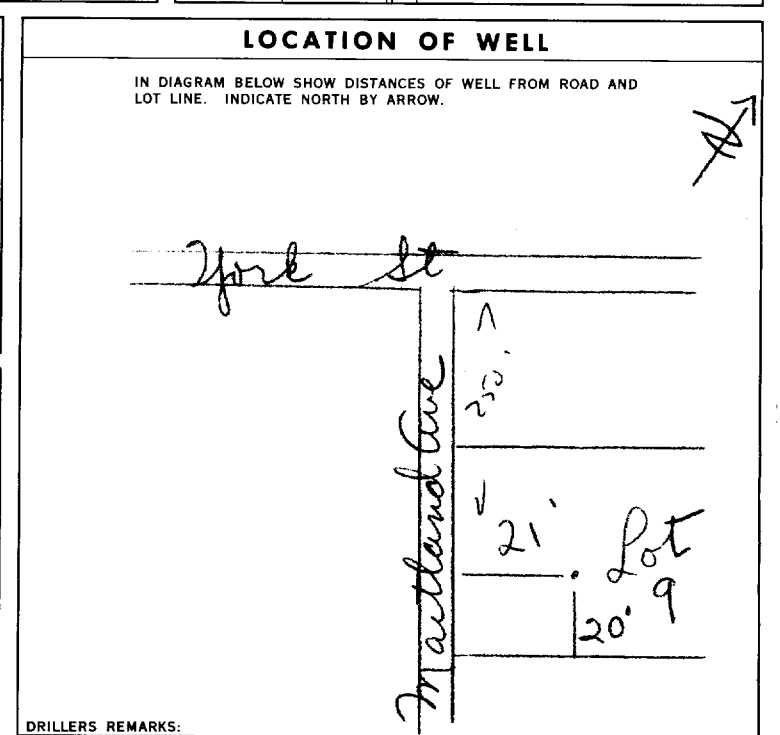 LOCATION OF WELL
IN DIAGRAM BELOW SHOW DISTANCES OF WELL FROM ROAD AND
LOT LINE. INDICATE NORTH BY ARROW.
N
York St
250'
Maitland Ave
21'
Lot
9
20'
DRILLERS REMARKS: